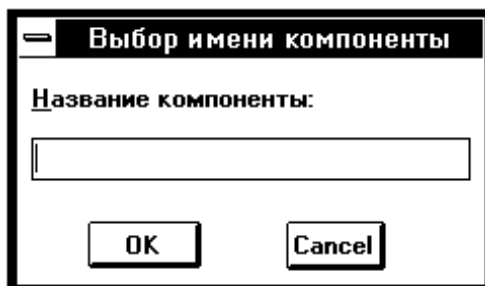 Выбор имени компоненты
Название компоненты:
OK
Cancel